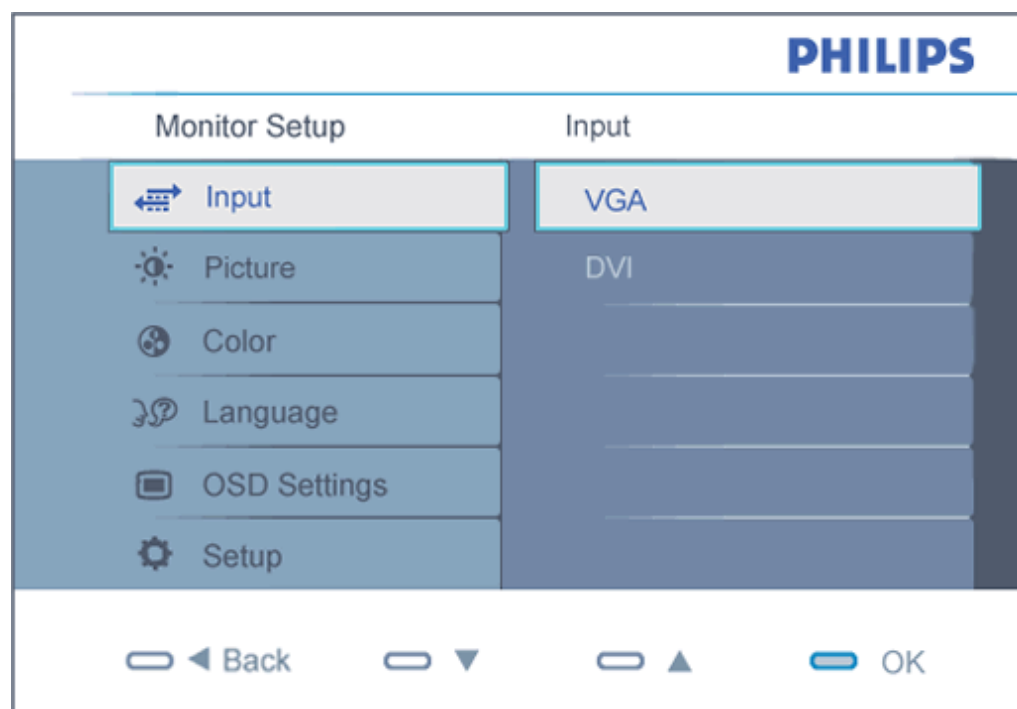 PHILIPS
Monitor Setup Input
Input VGA
Picture DVI
Color
Language
OSD Settings
Setup
Back OK